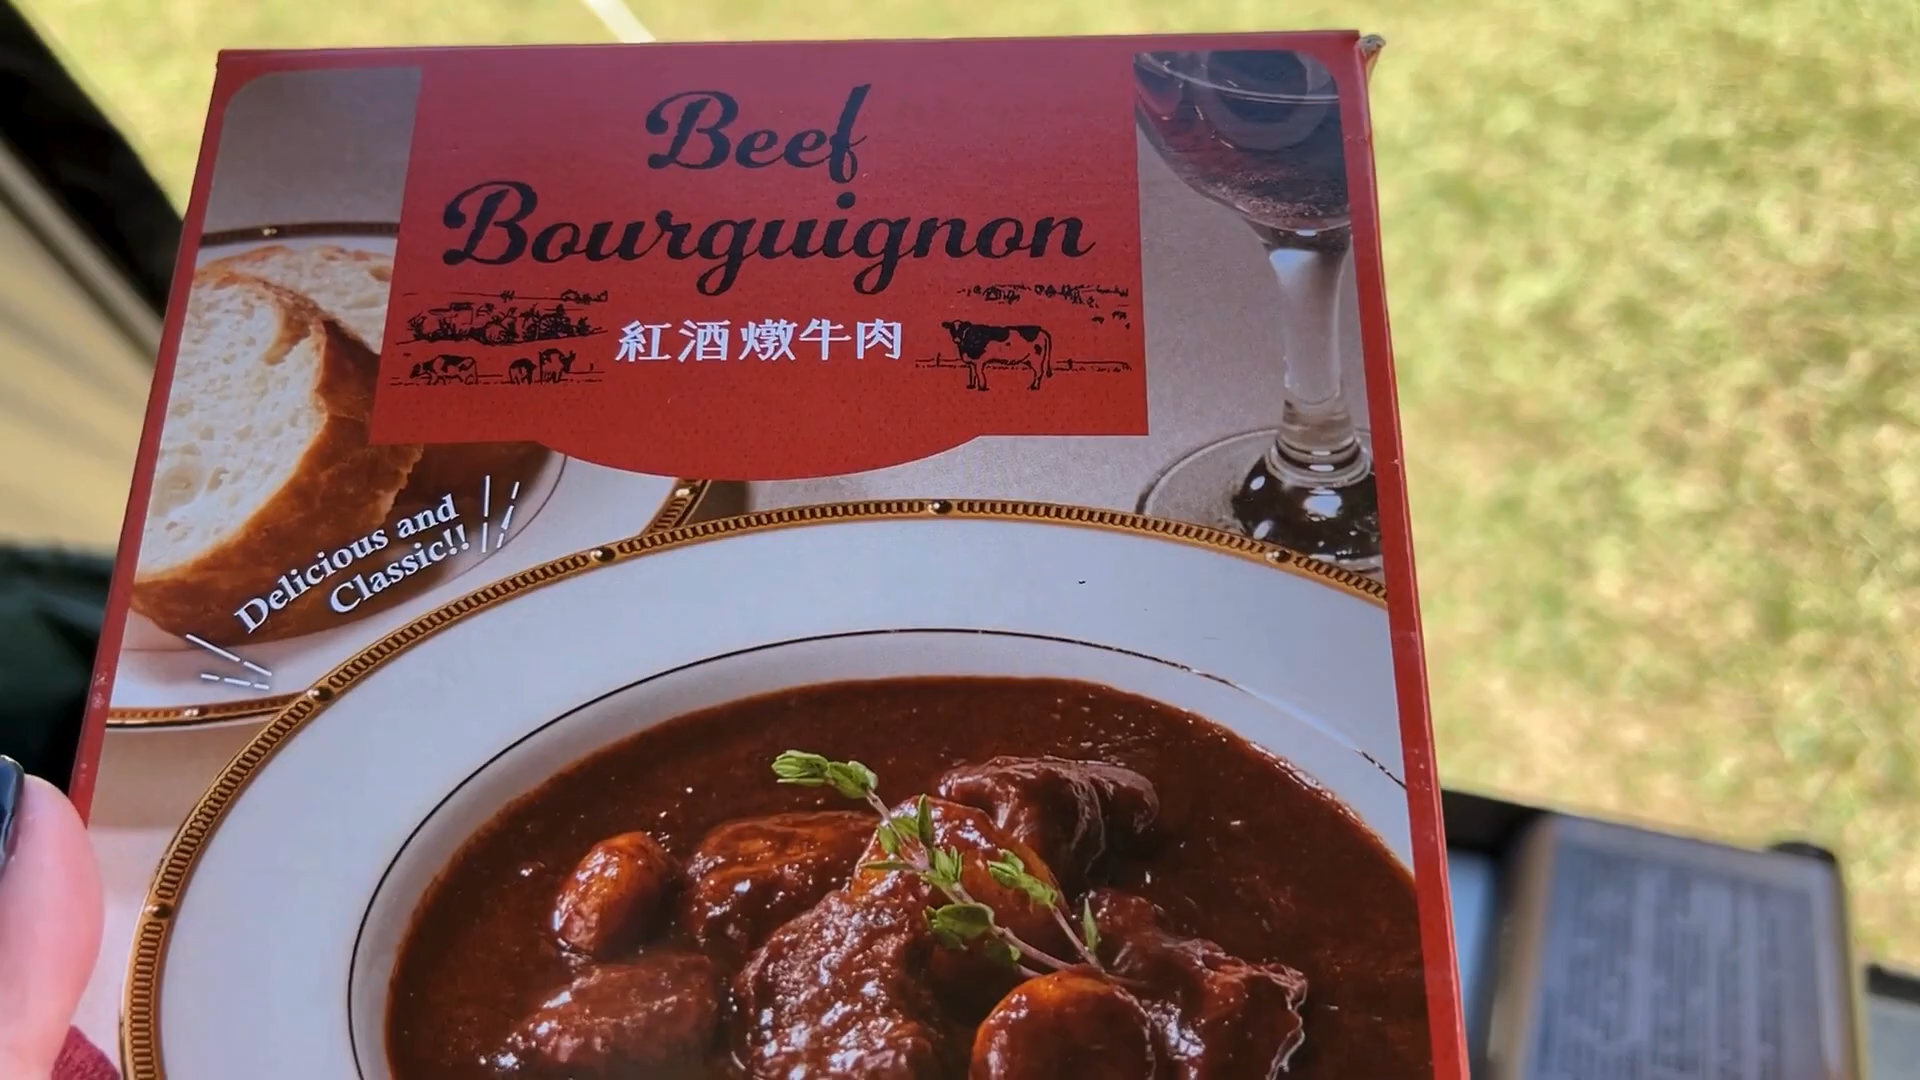 Beef
Bourguignon
紅酒燉牛肉
Delicious and
Classic!!